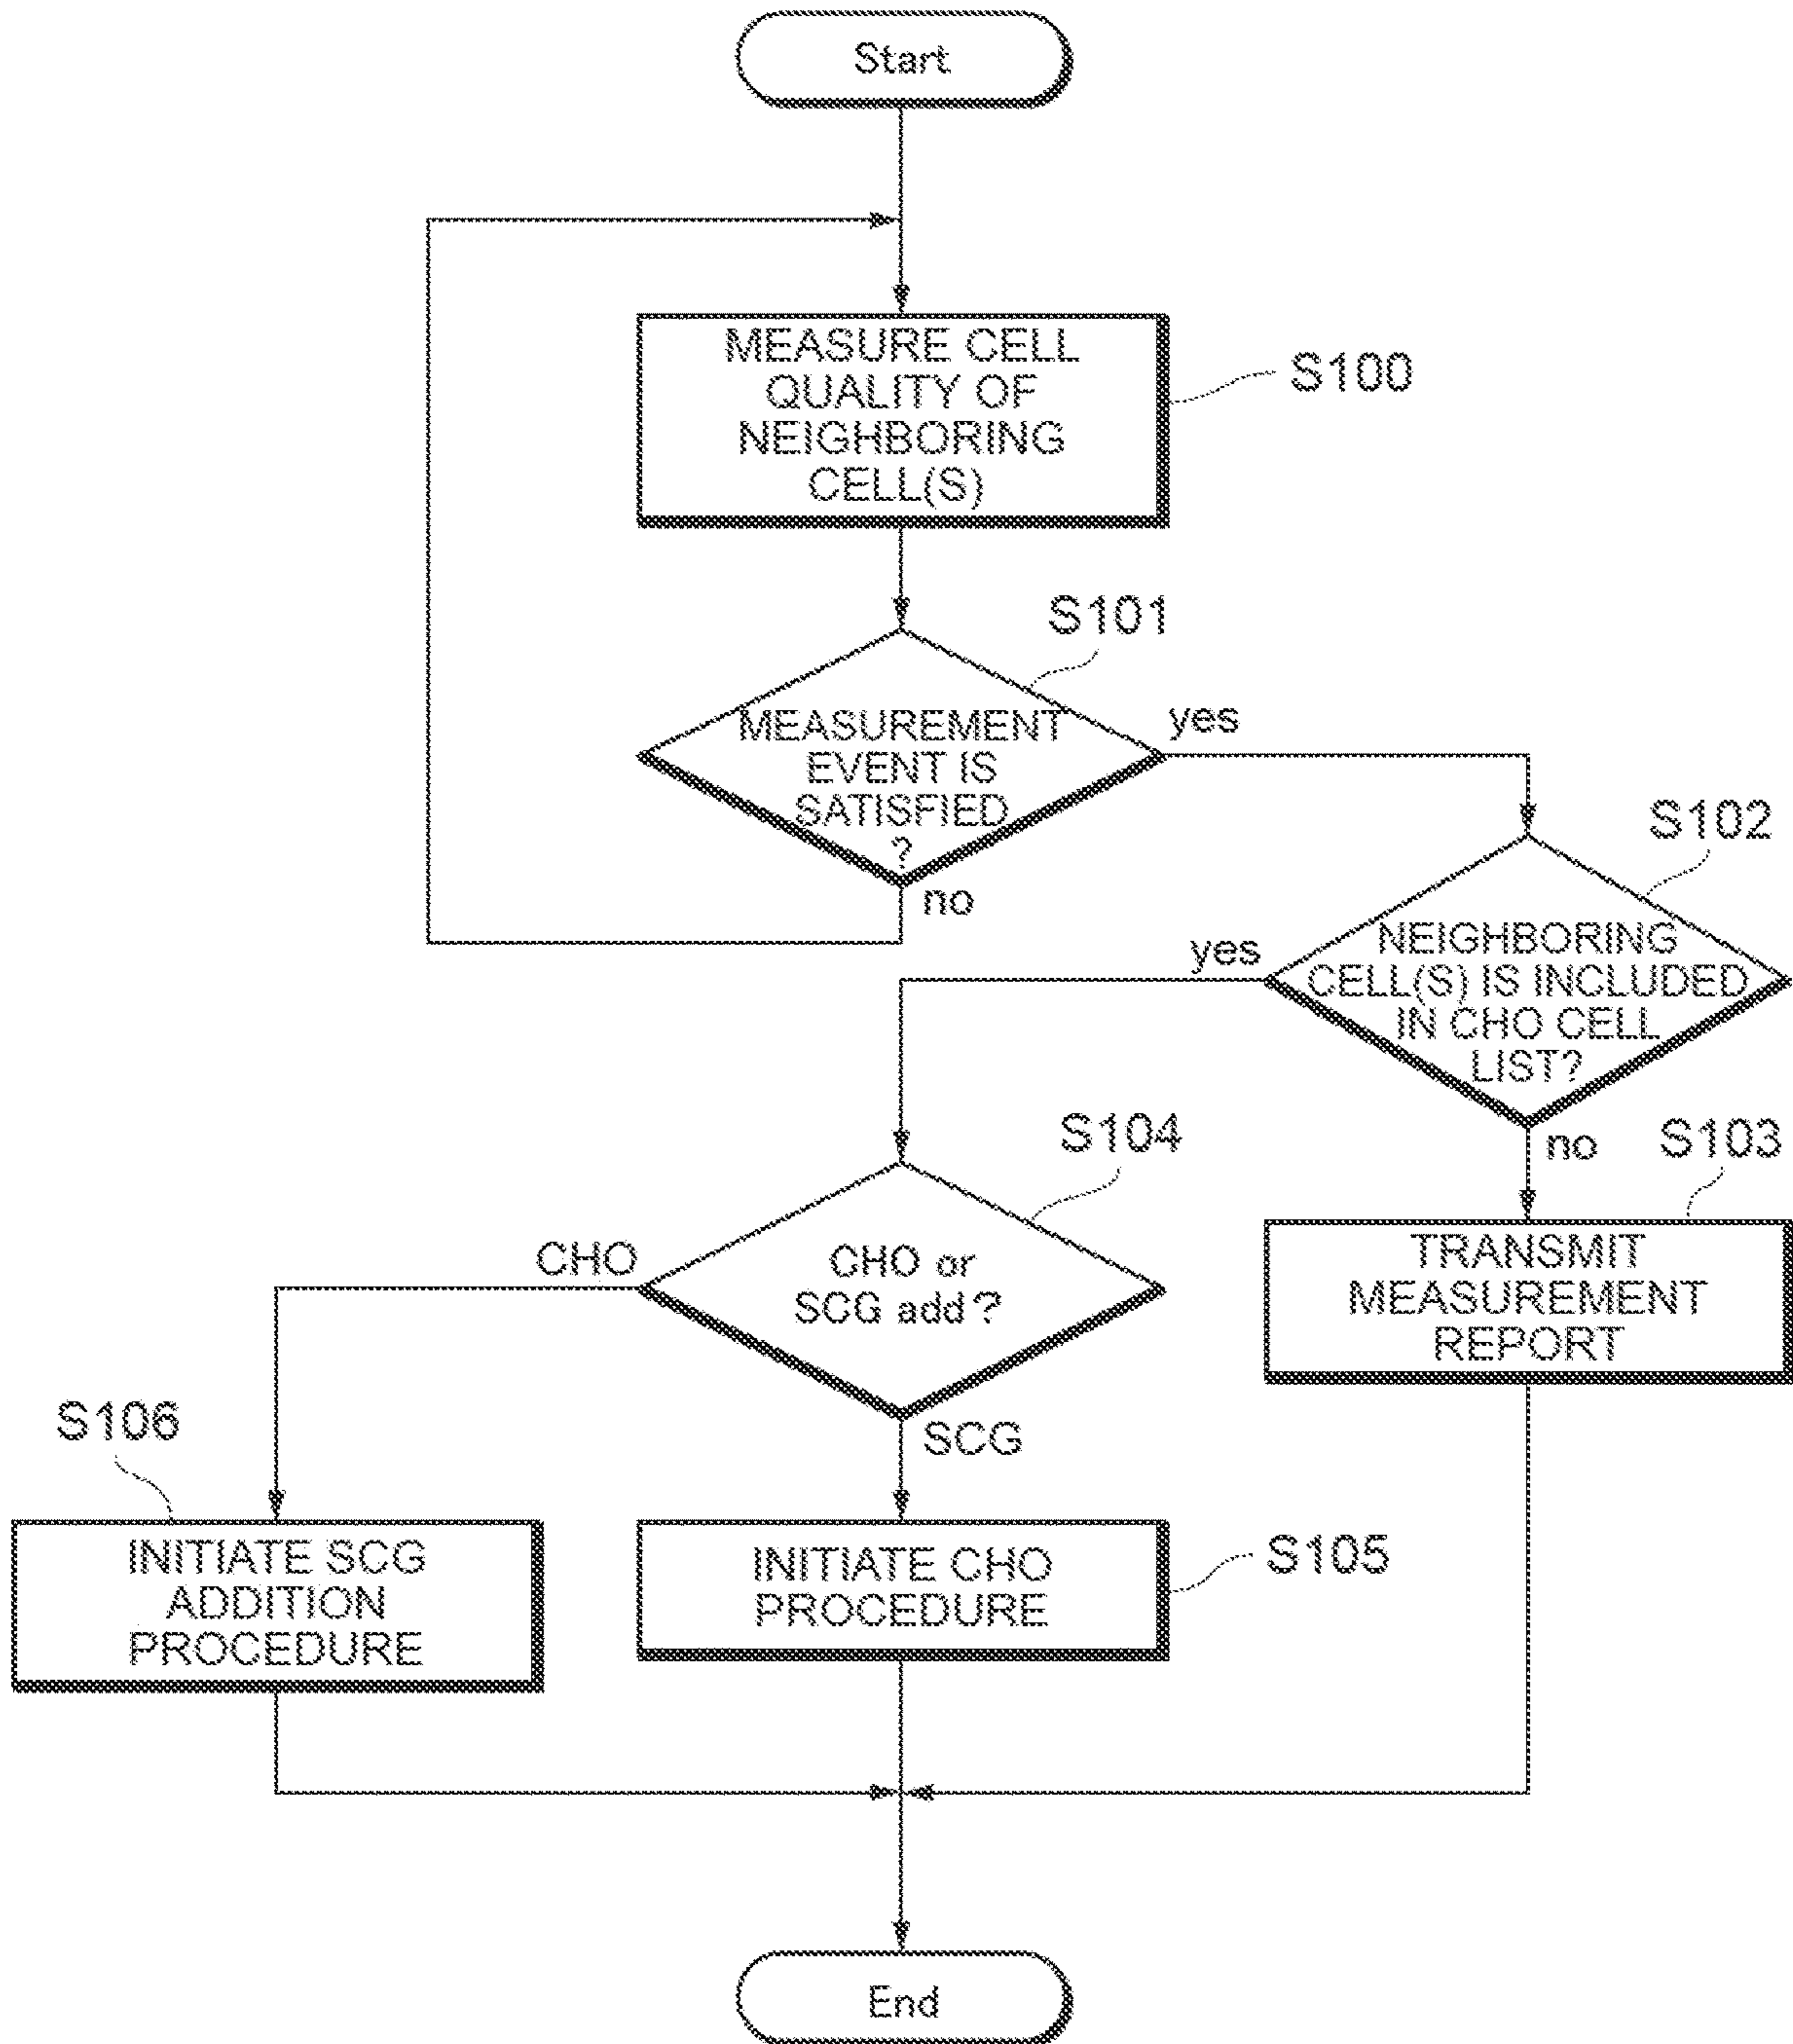 Start
MEASURE CELL
QUALITY OF
NEIGHBORING
CELL(S)
S100
S101
MEASUREMENT
EVENT IS
SATISFIED
?
yes
no
S102
NEIGHBORING
CELL(S) IS INCLUDED
IN CHO CELL
LIST?
yes
no
S103
TRANSMIT
MEASUREMENT
REPORT
S104
CHO or
SCG add ?
CHO
SCG
S106
INITIATE SCG
ADDITION
PROCEDURE
INITIATE CHO
PROCEDURE
S105
End